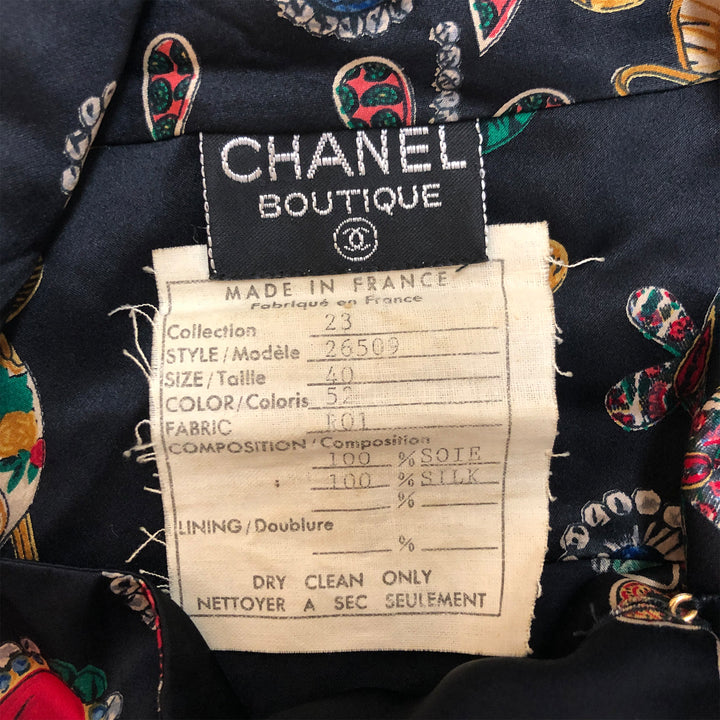 CHANEL
BOUTIQUE
MADE IN FRANCE
Fabriqué en France
Collection 23
STYLE/Modèle 26509
SIZE/Taille 40
COLOR/Coloris 52
FABRIC R01
COMPOSITION/Composition
100 % SOIE
: 100 % SILK
%
LINING/Doublure
%
DRY CLEAN ONLY
NETTOYER A SEC SEULEMENT